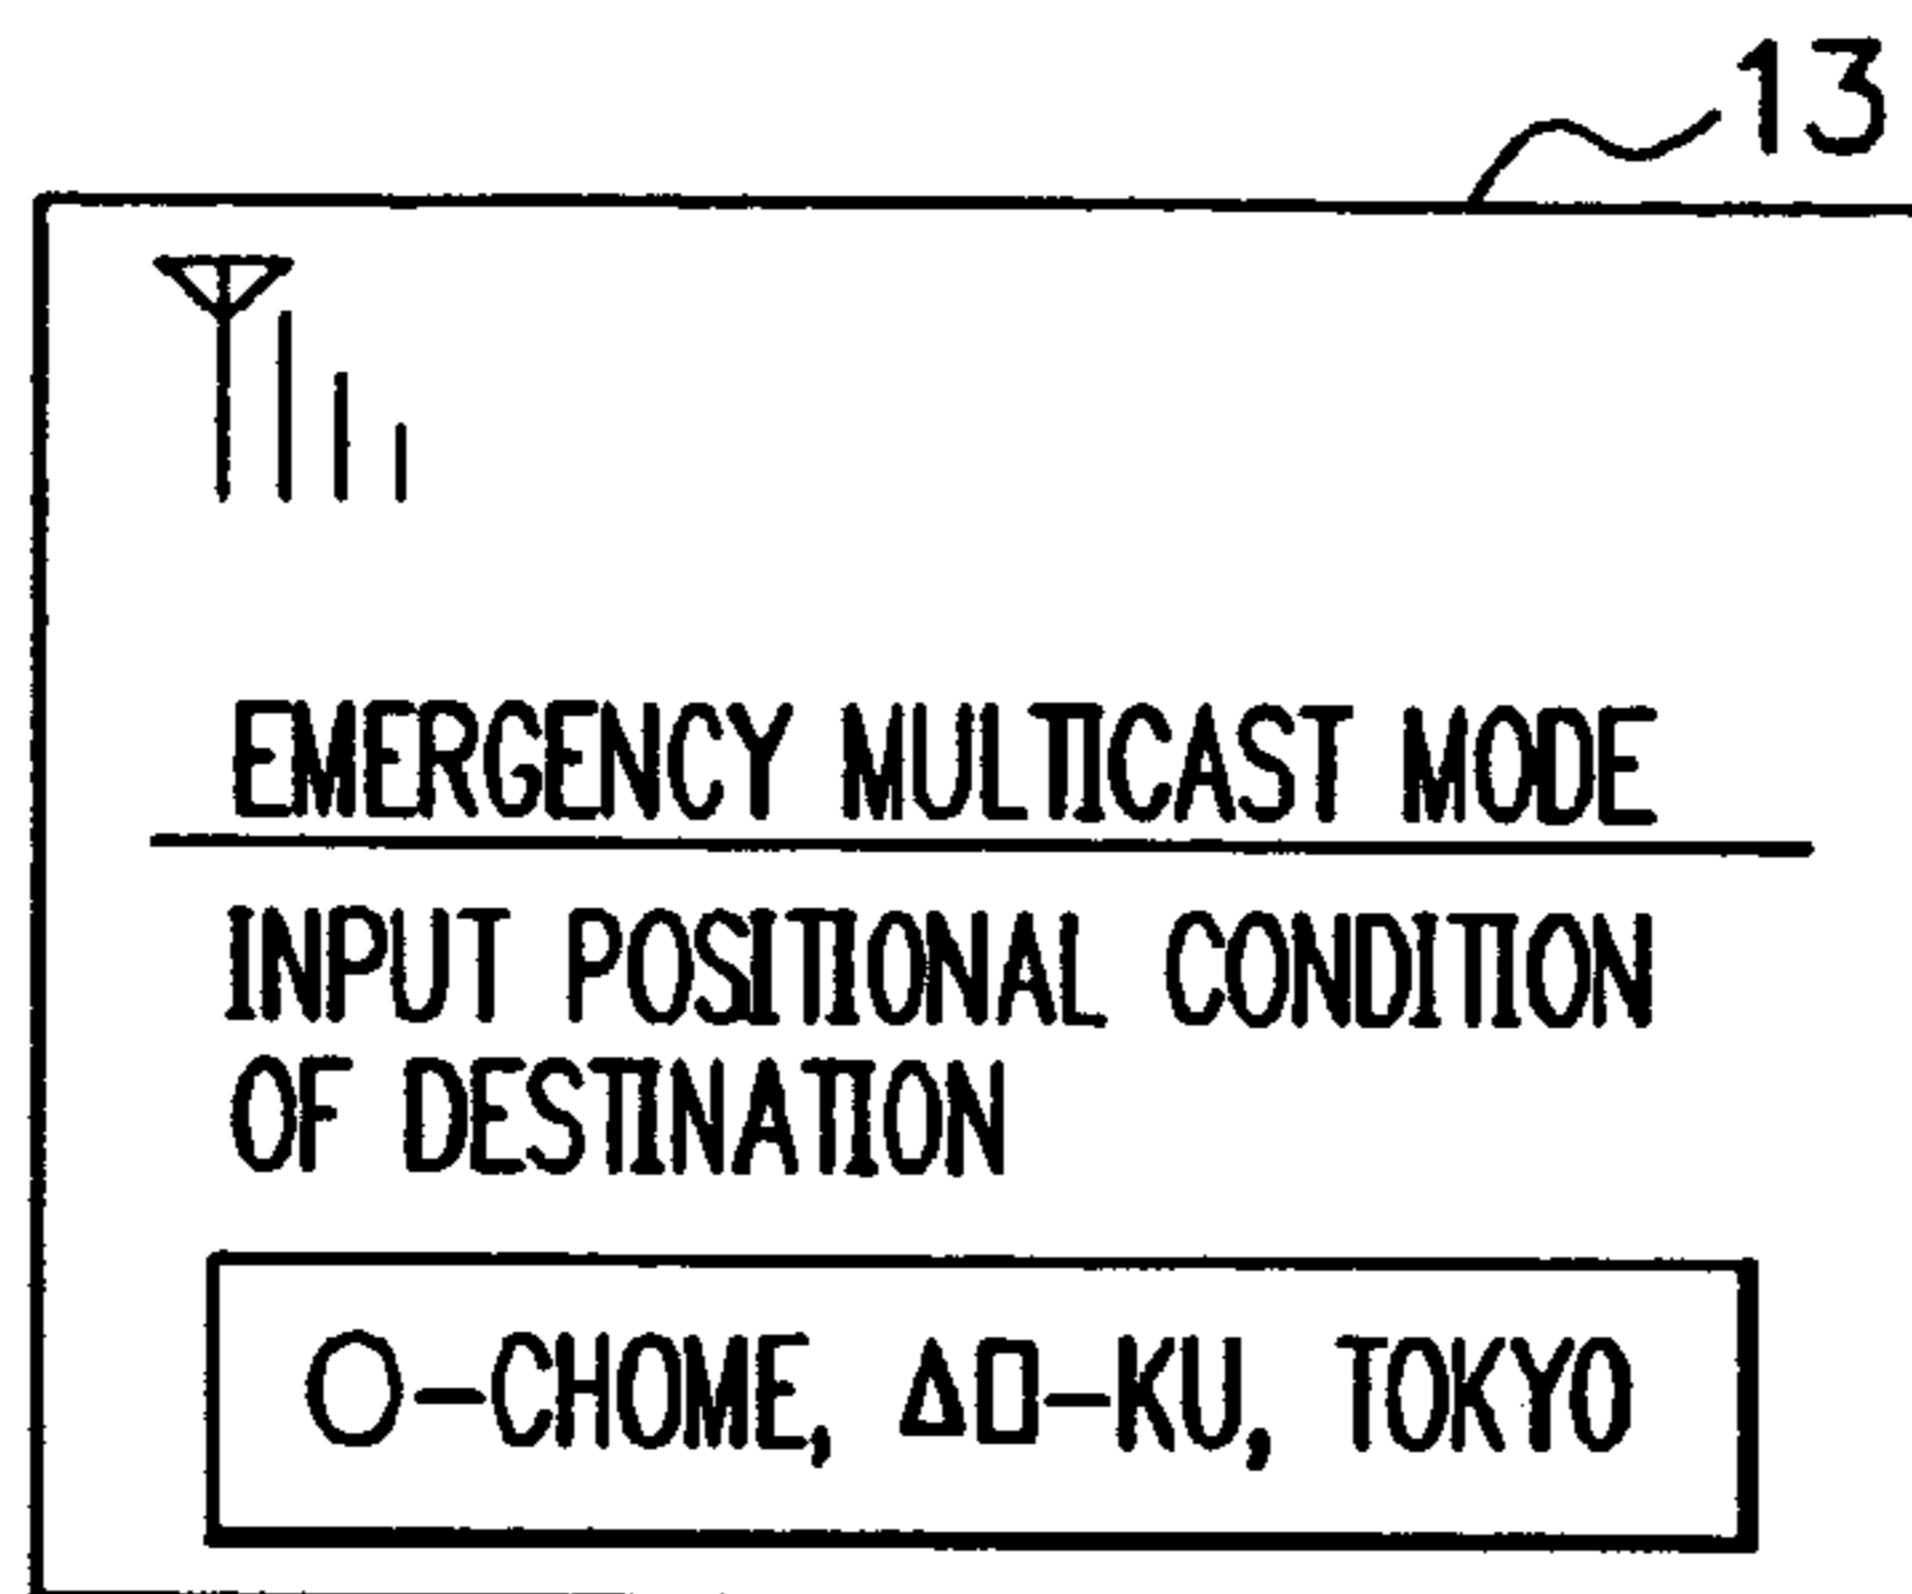 13
EMERGENCY MULTICAST MODE
INPUT POSITIONAL CONDITION
OF DESTINATION
○-CHOME, △□-KU, TOKYO